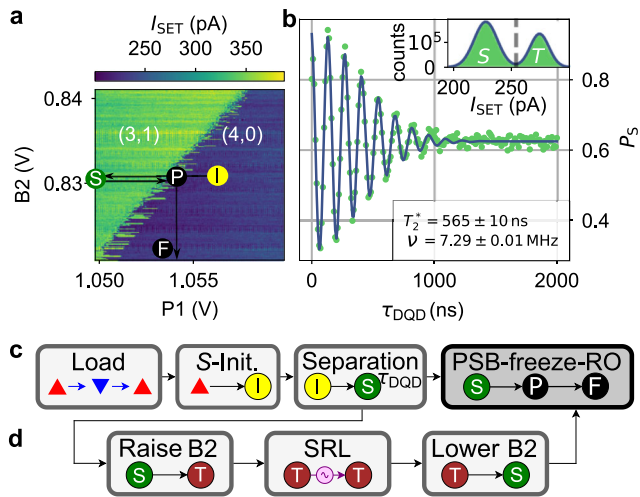 a
I_SET (pA)
250 300 350
0.84
0.83
B2 (V)
(3,1) (4,0)
S P I
F
1.050 1.055
P1 (V)
b
counts
10^5
0
S T
200 250
I_SET (pA)
0.8
0.6
0.4
P_S
T_2^* = 565 ± 10 ns
ν = 7.29 ± 0.01 MHz
0 500 1000 1500 2000
τ_DQD (ns)
c
Load
S-Init.
I
Separation
I S
τ_DQD
PSB-freeze-RO
S P F
d
Raise B2
S T
SRL
T ~ T
Lower B2
T S